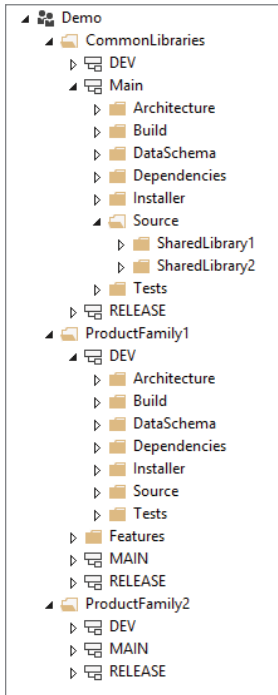 Demo
CommonLibraries
DEV
Main
Architecture
Build
DataSchema
Dependencies
Installer
Source
SharedLibrary1
SharedLibrary2
Tests
RELEASE
ProductFamily1
DEV
Architecture
Build
DataSchema
Dependencies
Installer
Source
Tests
Features
MAIN
RELEASE
ProductFamily2
DEV
MAIN
RELEASE